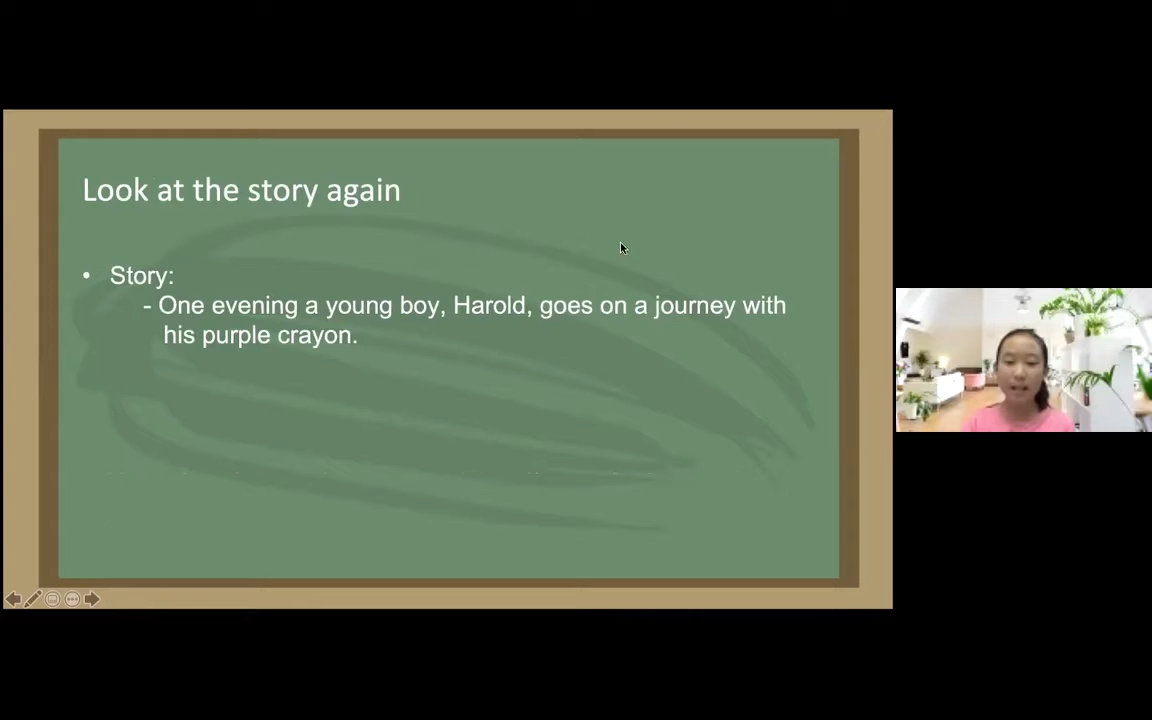 Look at the story again
• Story:
- One evening a young boy, Harold, goes on a journey with
his purple crayon.